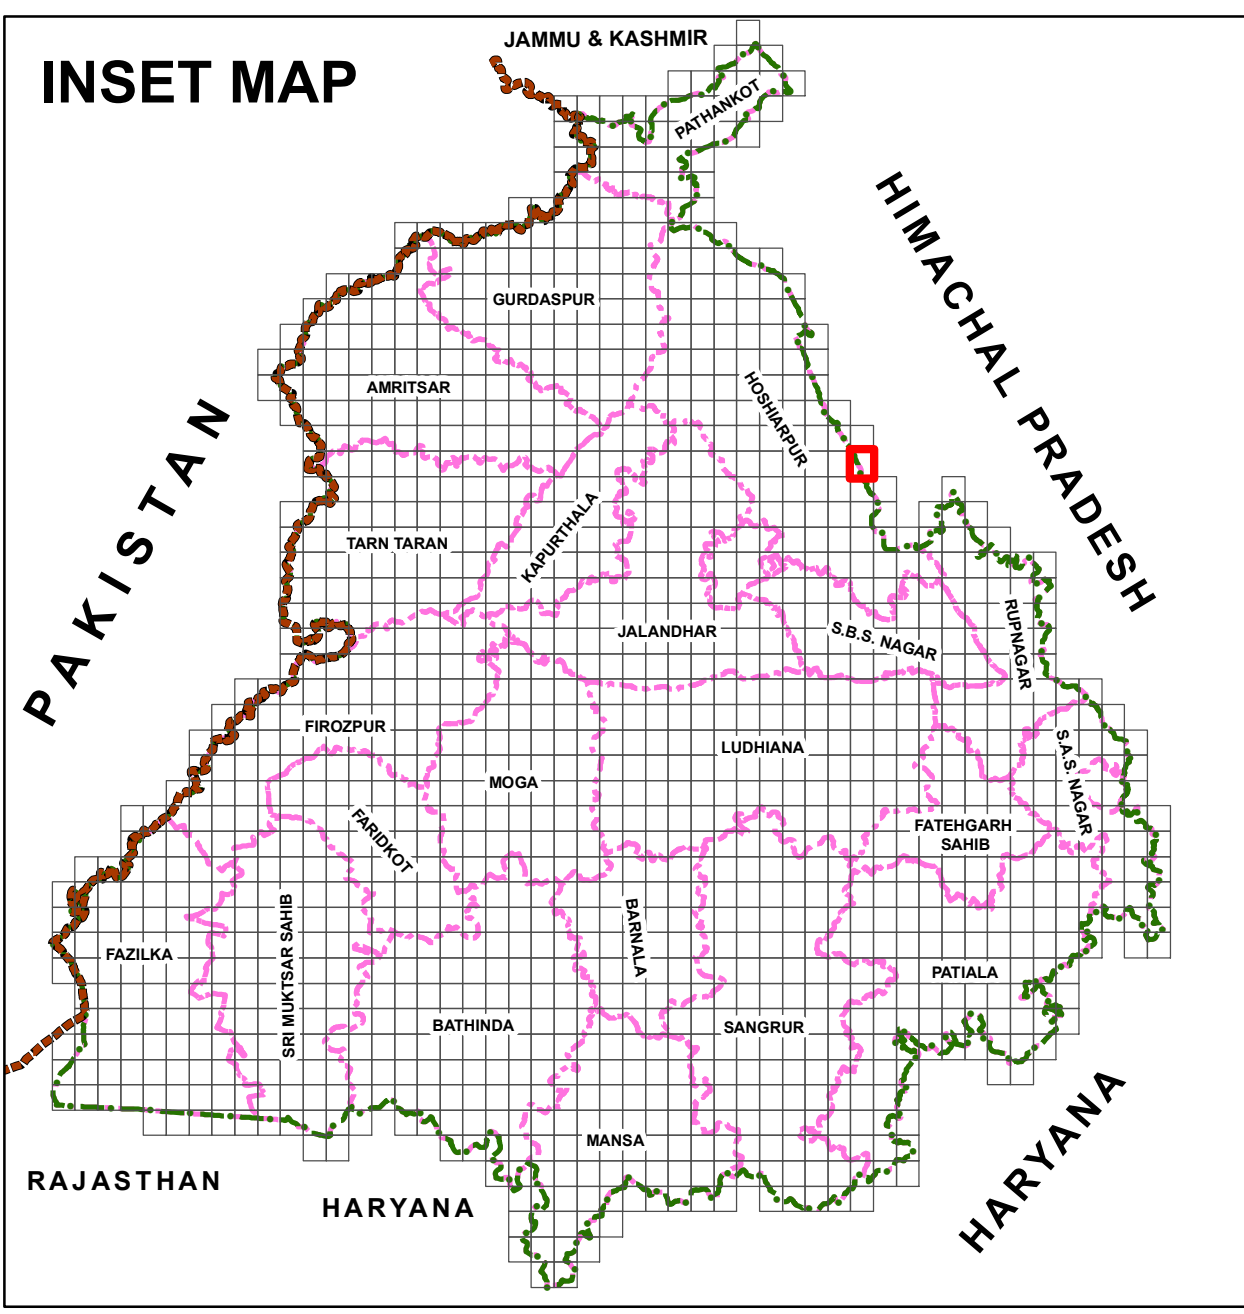 JAMMU & KASHMIR
INSET MAP
PATHANKOT
HIMACHAL PRADESH
GURDASPUR
AMRITSAR
HOSHIARPUR
PAKISTAN
KAPURTHALA
TARN TARAN
JALANDHAR
S.B.S. NAGAR
RUPNAGAR
FIROZPUR
LUDHIANA
S.A.S. NAGAR
MOGA
FARIDKOT
FATEHGARH
SAHIB
SRI MUKTSAR SAHIB
BARNALA
FAZILKA
PATIALA
BATHINDA
SANGRUR
MANSA
RAJASTHAN
HARYANA
HARYANA